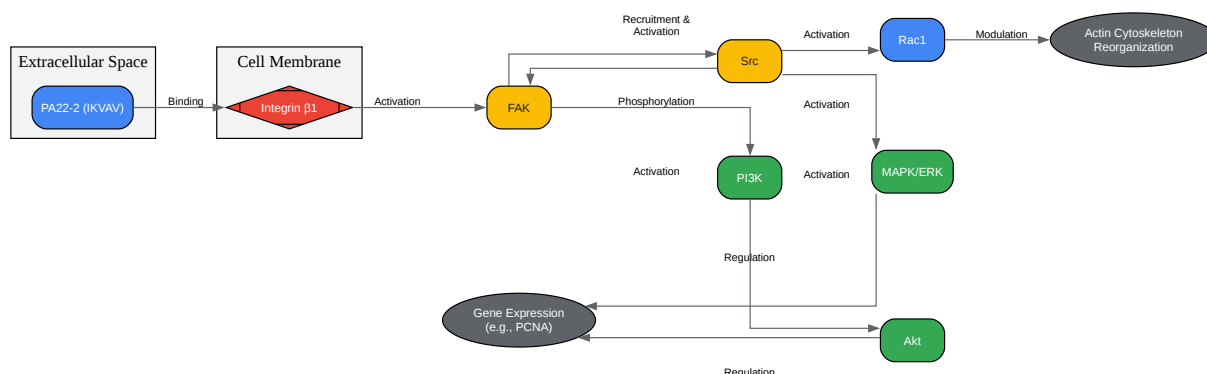 Extracellular Space
PA22-2 (IKVAV)
Binding
Cell Membrane
Integrin β1
Activation
FAK
Recruitment &
Activation
Phosphorylation
Src
Activation
Rac1
Modulation
Actin Cytoskeleton
Reorganization
Activation
Activation
PI3K
Activation
MAPK/ERK
Regulation
Gene Expression
(e.g., PCNA)
Akt
Regulation